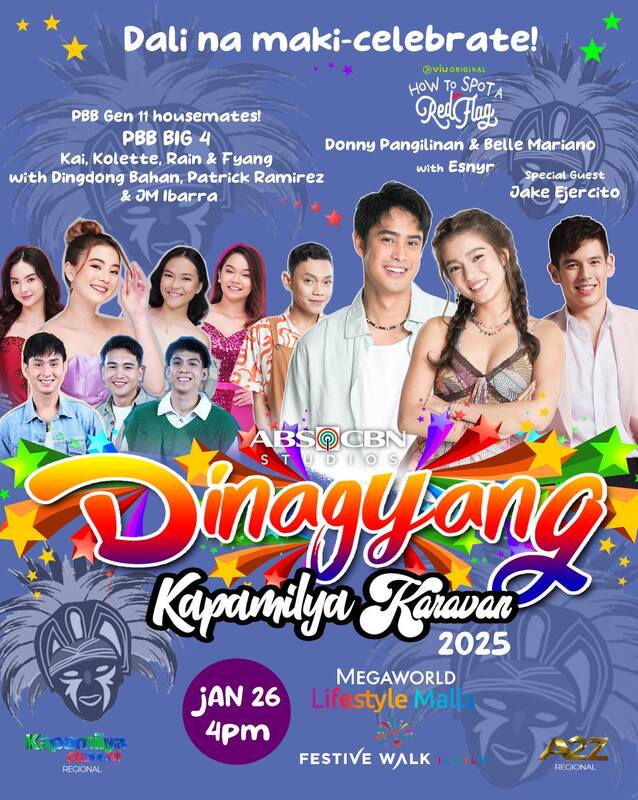 Dali na maki-celebrate!
PBB Gen 11 housemates!
PBB BIG 4
Kai, Kolette, Rain & Fyang
with Dingdong Bahan, Patrick Ramirez
& JM Ibarra
viu ORIGINAL
HOW TO SPOT A
Red Flag
Donny Pangilinan & Belle Mariano
with Esnyr
Special Guest
Jake Ejercito
ABS CBN
STUDIOS
Dinagyang
Kapamilya Karavan
2025
jAN 26
4pm
MEGAWORLD
Lifestyle Malls
FESTIVE WALK ILOILO
Kapamilya
channel
REGIONAL
A2Z
REGIONAL